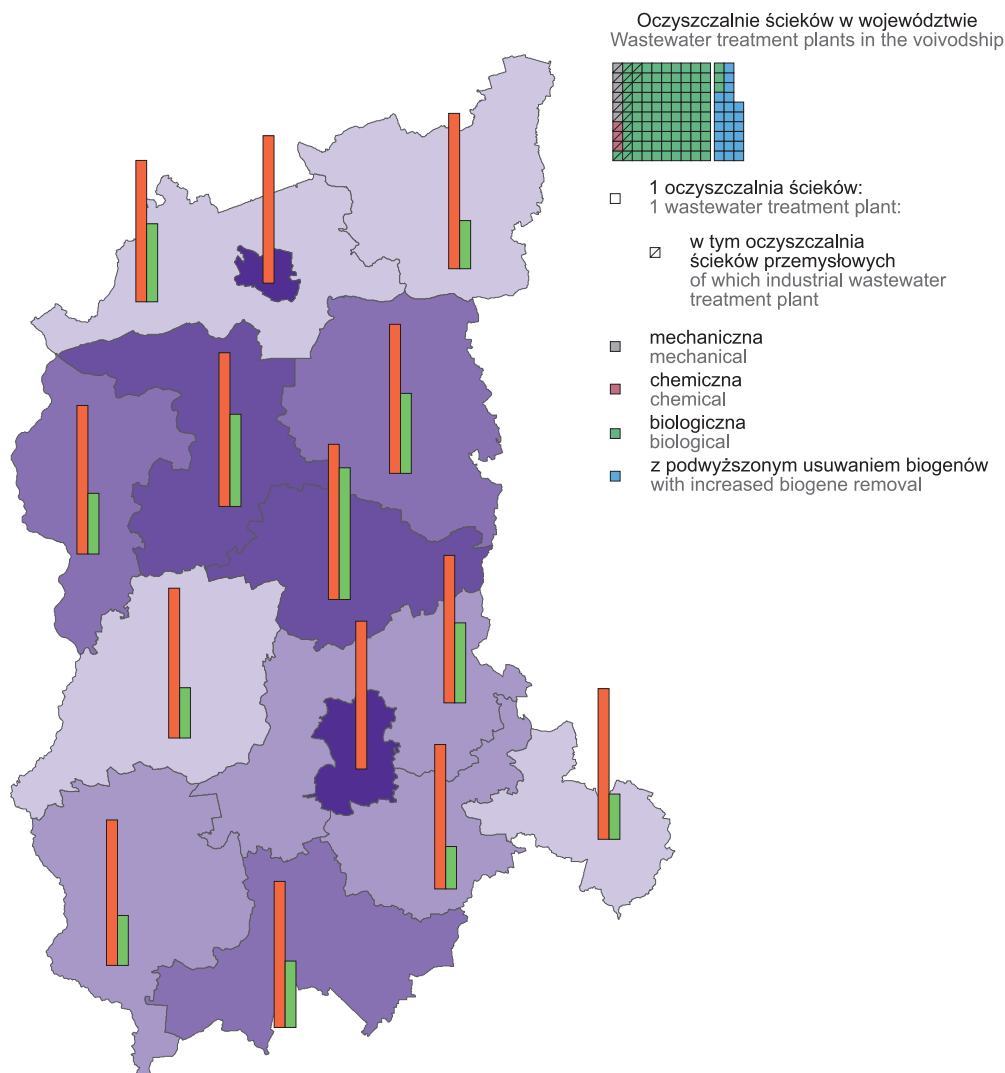 Oczyszczalnie ścieków w województwie
Wastewater treatment plants in the voivodship
1 oczyszczalnia ścieków:
1 wastewater treatment plant:
w tym oczyszczalnia
ścieków przemysłowych
of which industrial wastewater
treatment plant
mechaniczna
mechanical
chemiczna
chemical
biologiczna
biological
z podwyższonym usuwaniem biogenów
with increased biogene removal